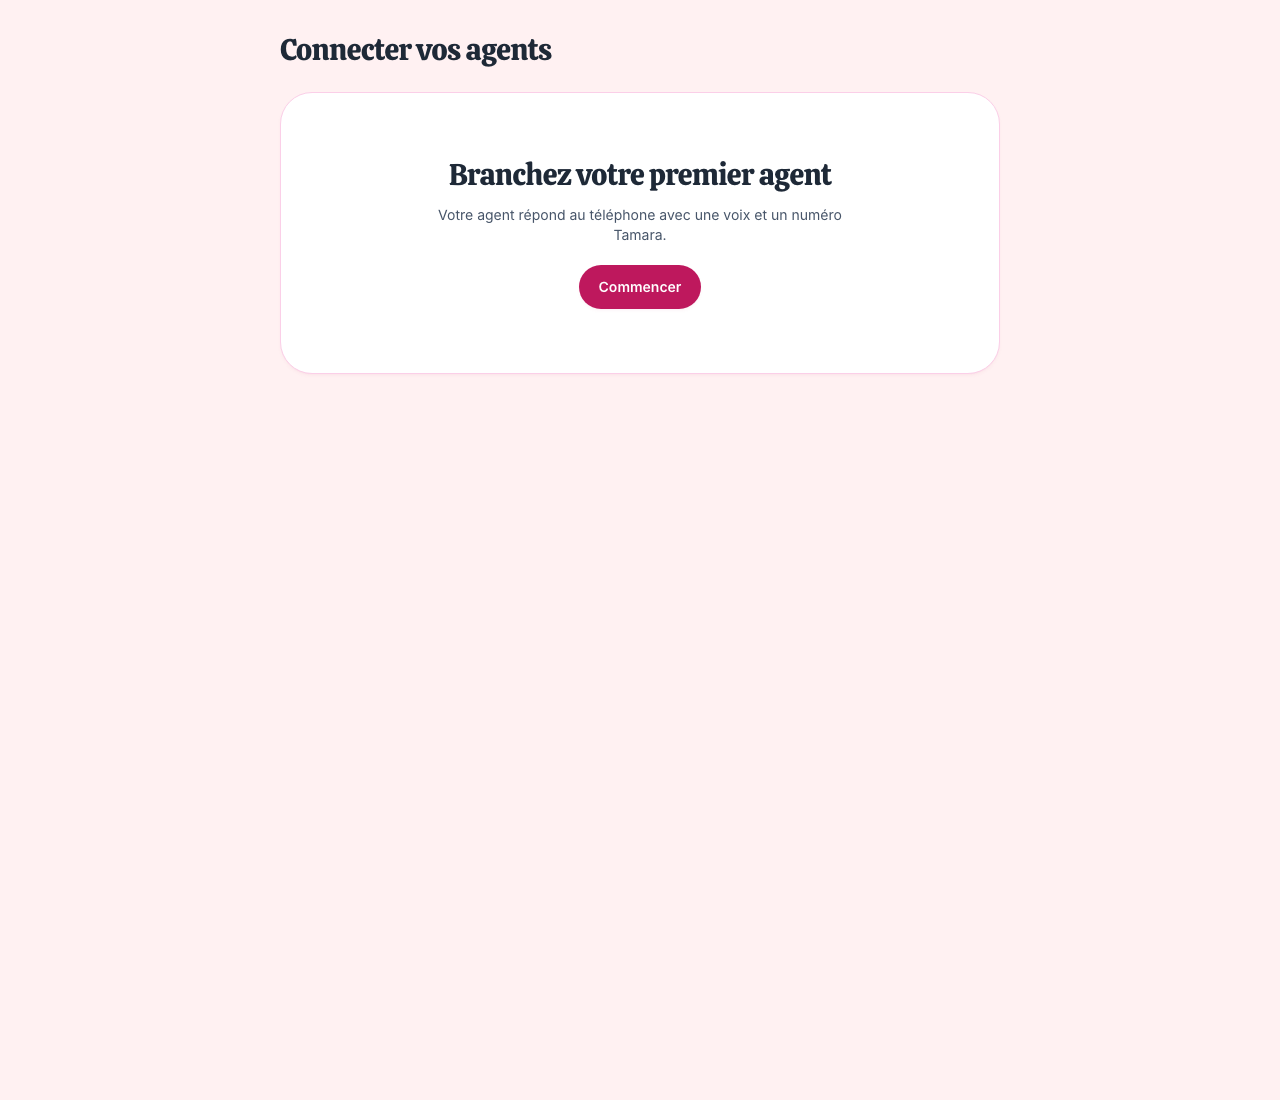 Connecter vos agents
Branchez votre premier agent
Votre agent répond au téléphone avec une voix et un numéro
Tamara.
Commencer